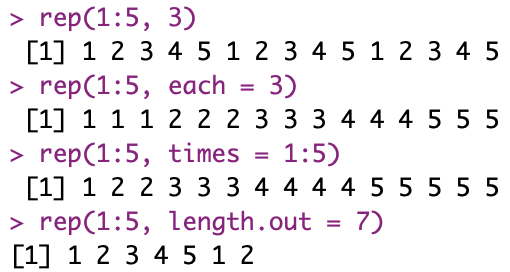 > rep(1:5, 3)
[1] 1 2 3 4 5 1 2 3 4 5 1 2 3 4 5
> rep(1:5, each = 3)
[1] 1 1 1 2 2 2 3 3 3 4 4 4 5 5 5
> rep(1:5, times = 1:5)
[1] 1 2 2 3 3 3 4 4 4 4 5 5 5 5 5
> rep(1:5, length.out = 7)
[1] 1 2 3 4 5 1 2